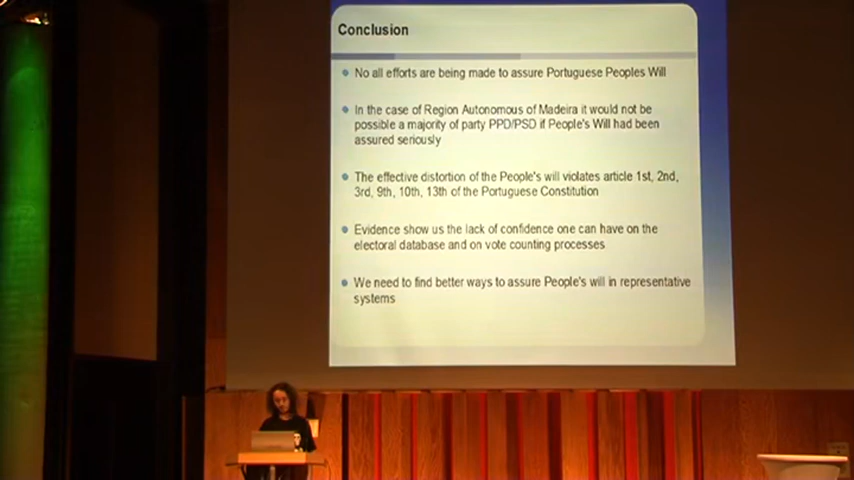 Conclusion
No all efforts are being made to assure Portuguese Peoples Will
In the case of Region Autonomous of Madeira it would not be
possible a majority of party PPD/PSD if People's Will had been
assured seriously
The effective distortion of the People's will violates article 1st, 2nd,
3rd, 9th, 10th, 13th of the Portuguese Constitution
Evidence show us the lack of confidence one can have on the
electoral database and on vote counting processes
We need to find better ways to assure People's will in representative
systems